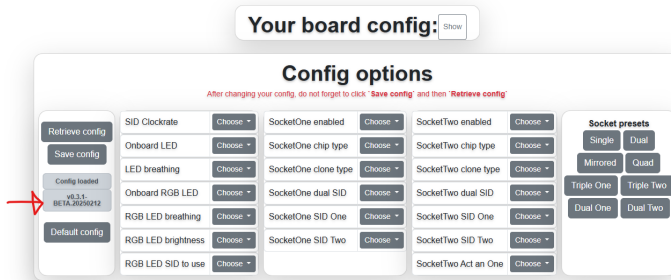 Your board config: Show
Config options
After changing your config, do not forget to click `Save config` and then `Retrieve config`
Retrieve config
Save config
Config loaded
v0.3.1-
BETA.20250212
Default config
SID Clockrate Choose
Onboard LED Choose
LED breathing Choose
Onboard RGB LED Choose
RGB LED breathing Choose
RGB LED brightness Choose
RGB LED SID to use Choose
SocketOne enabled Choose
SocketOne chip type Choose
SocketOne clone type Choose
SocketOne dual SID Choose
SocketOne SID One Choose
SocketOne SID Two Choose
SocketTwo enabled Choose
SocketTwo chip type Choose
SocketTwo clone type Choose
SocketTwo dual SID Choose
SocketTwo SID One Choose
SocketTwo SID Two Choose
SocketTwo Act an One Choose
Socket presets
Single Dual
Mirrored Quad
Triple One Triple Two
Dual One Dual Two